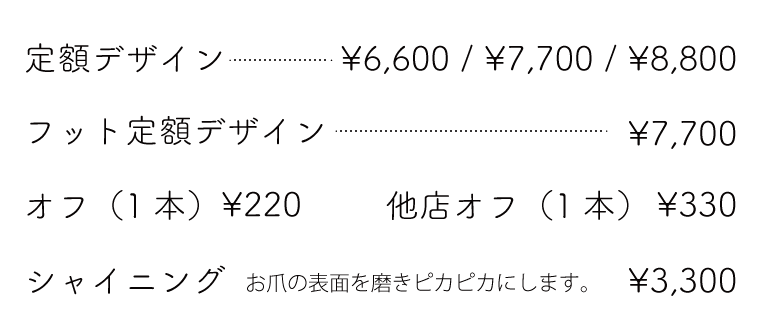 定額デザイン ¥6,600 / ¥7,700 / ¥8,800
フット定額デザイン ¥7,700
オフ（1 本）¥220 他店オフ（1 本）¥330
シャイニング お爪の表面を磨きピカピカにします。 ¥3,300